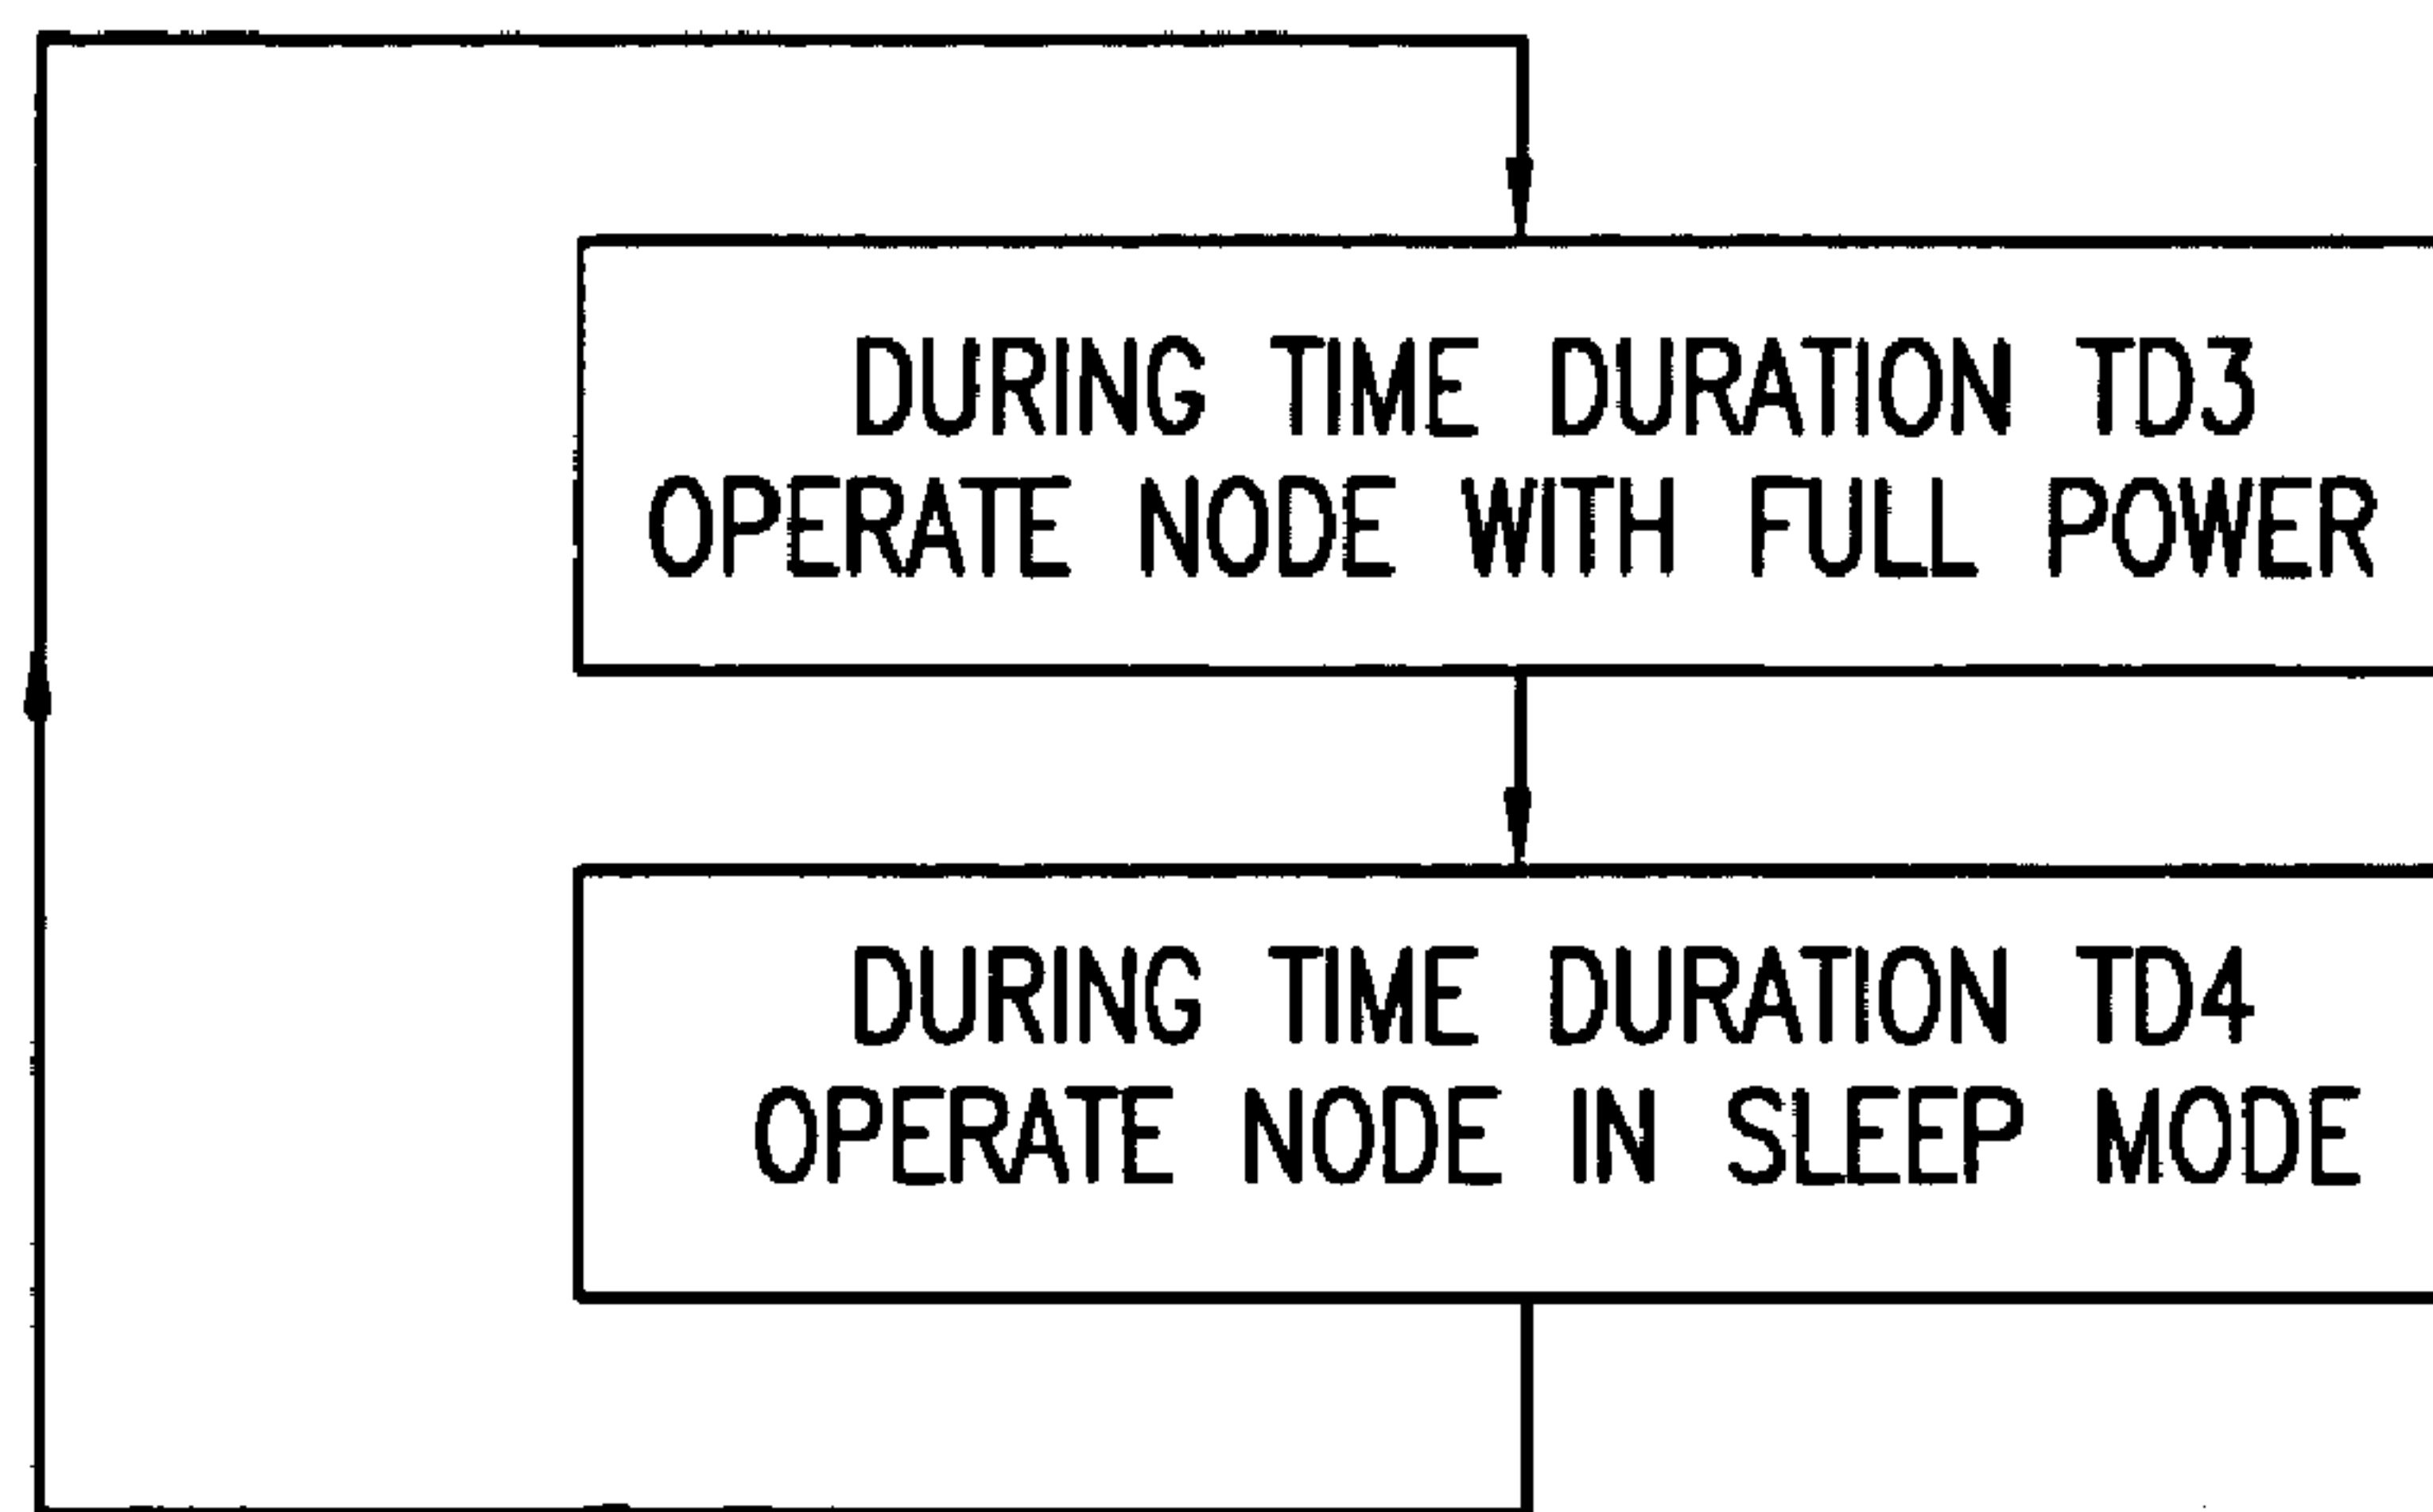 DURING TIME DURATION TD3
OPERATE NODE WITH FULL POWER
DURING TIME DURATION TD4
OPERATE NODE IN SLEEP MODE